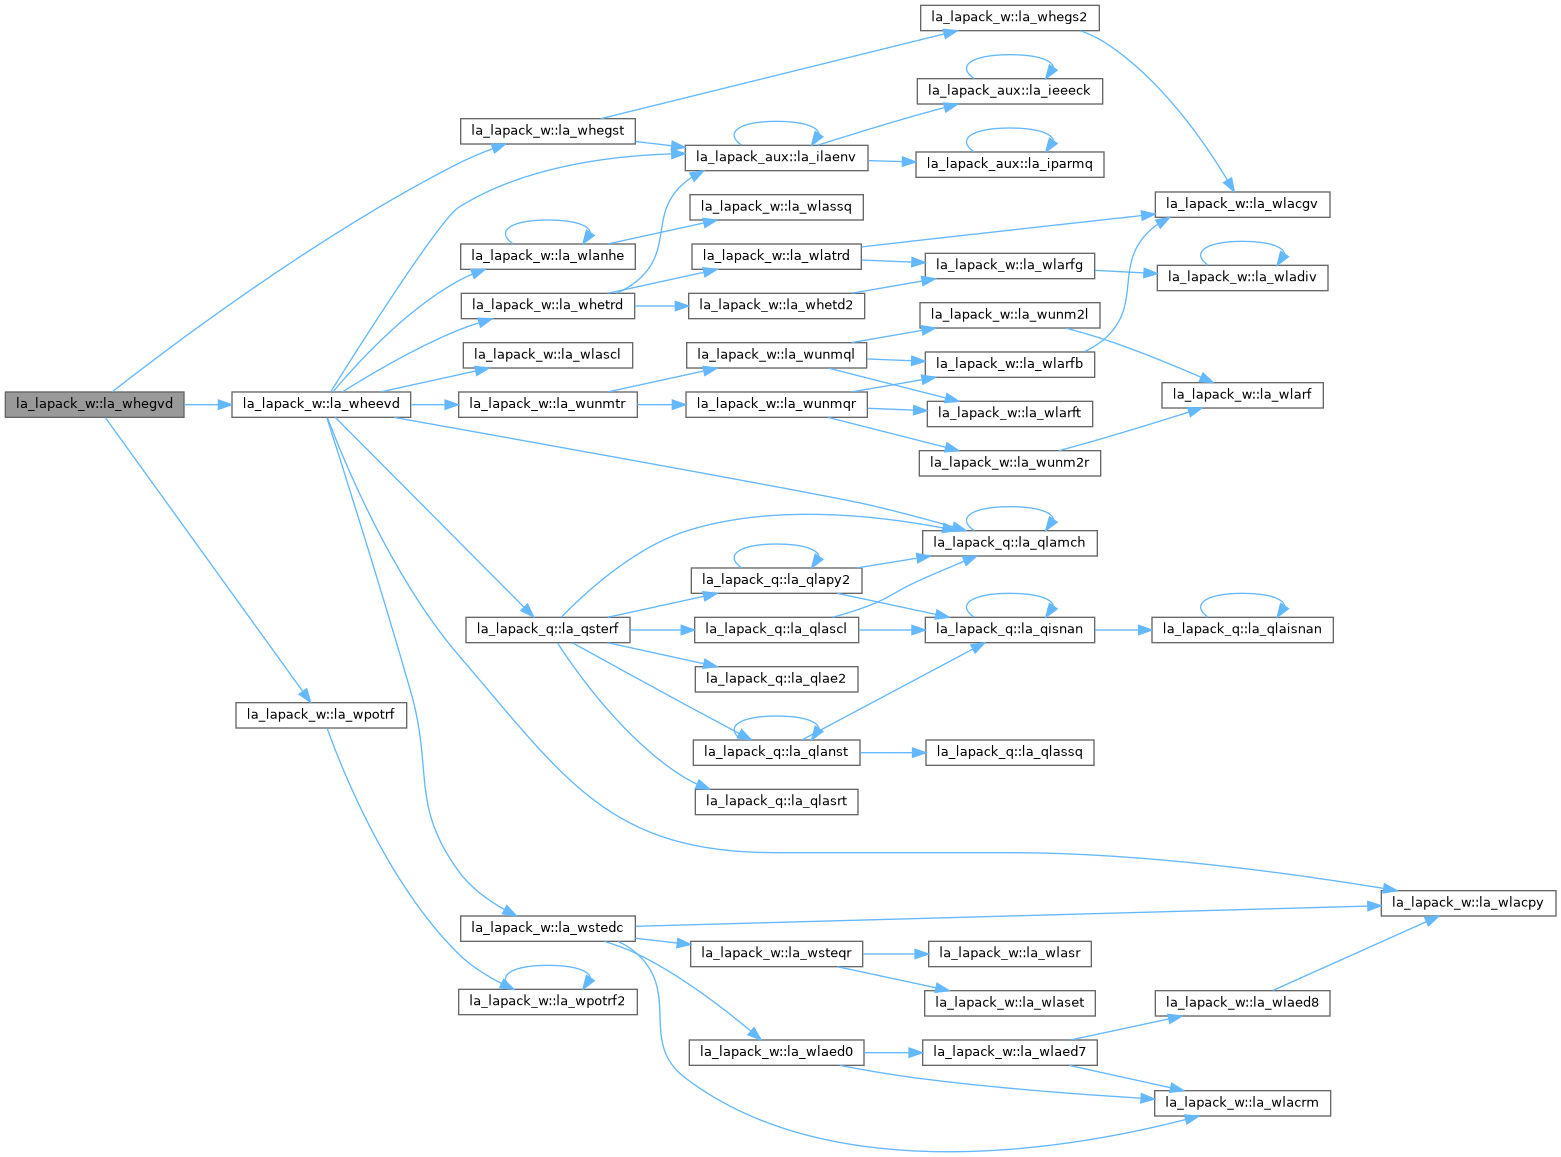 la_lapack_w::la_whegvd
la_lapack_w::la_wheevd
la_lapack_w::la_wpotrf
la_lapack_w::la_whegst
la_lapack_w::la_wlanhe
la_lapack_w::la_whetrd
la_lapack_w::la_wlascl
la_lapack_w::la_wunmtr
la_lapack_q::la_qsterf
la_lapack_w::la_wstedc
la_lapack_w::la_wpotrf2
la_lapack_aux::la_ilaenv
la_lapack_w::la_wlassq
la_lapack_w::la_wlatrd
la_lapack_w::la_whetd2
la_lapack_w::la_wunmql
la_lapack_w::la_wunmqr
la_lapack_q::la_qlapy2
la_lapack_q::la_qlascl
la_lapack_q::la_qlae2
la_lapack_q::la_qlanst
la_lapack_q::la_qlasrt
la_lapack_w::la_wsteqr
la_lapack_w::la_wlaed0
la_lapack_w::la_whegs2
la_lapack_aux::la_ieeeck
la_lapack_aux::la_iparmq
la_lapack_w::la_wlarfg
la_lapack_w::la_wunm2l
la_lapack_w::la_wlarfb
la_lapack_w::la_wlarft
la_lapack_w::la_wunm2r
la_lapack_q::la_qlamch
la_lapack_q::la_qisnan
la_lapack_q::la_qlassq
la_lapack_w::la_wlasr
la_lapack_w::la_wlaset
la_lapack_w::la_wlaed7
la_lapack_w::la_wlacgv
la_lapack_w::la_wladiv
la_lapack_w::la_wlarf
la_lapack_q::la_qlaisnan
la_lapack_w::la_wlaed8
la_lapack_w::la_wlacrm
la_lapack_w::la_wlacpy